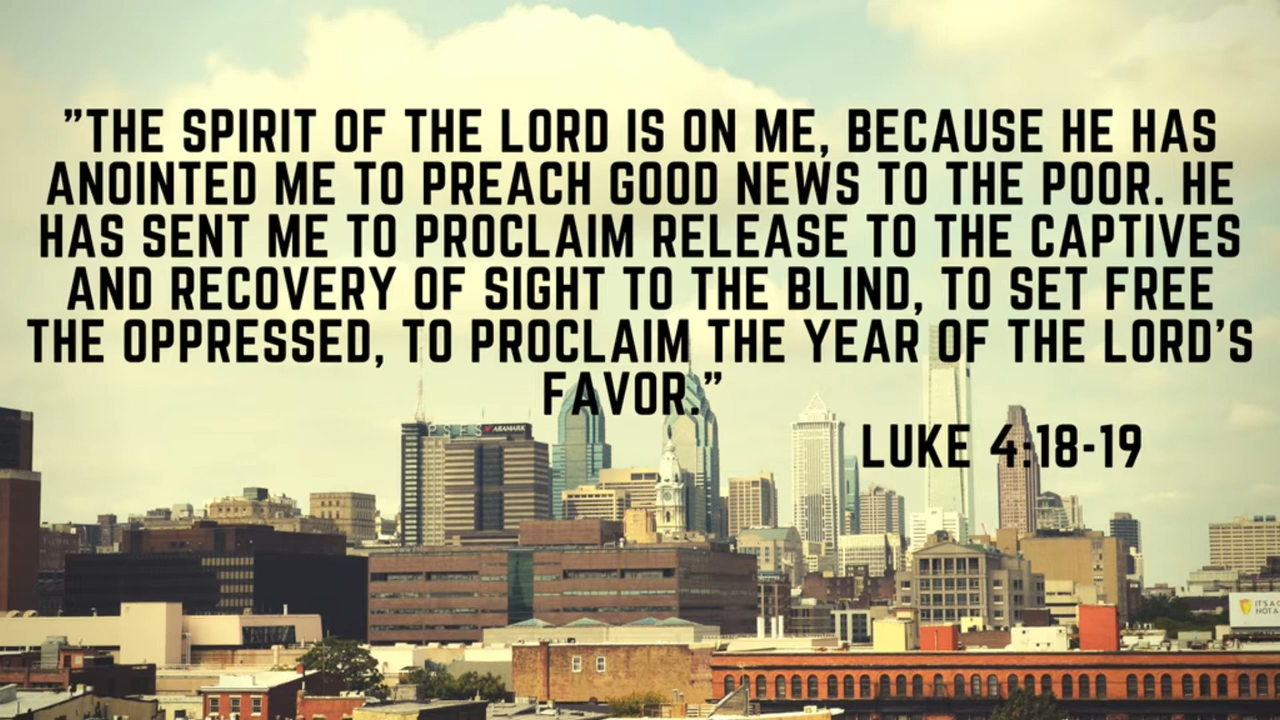 ”THE SPIRIT OF THE LORD IS ON ME, BECAUSE HE HAS
ANOINTED ME TO PREACH GOOD NEWS TO THE POOR. HE
HAS SENT ME TO PROCLAIM RELEASE TO THE CAPTIVES
AND RECOVERY OF SIGHT TO THE BLIND, TO SET FREE
THE OPPRESSED, TO PROCLAIM THE YEAR OF THE LORD’S
FAVOR.”
PSFS ARAMARK
LUKE 4:18-19